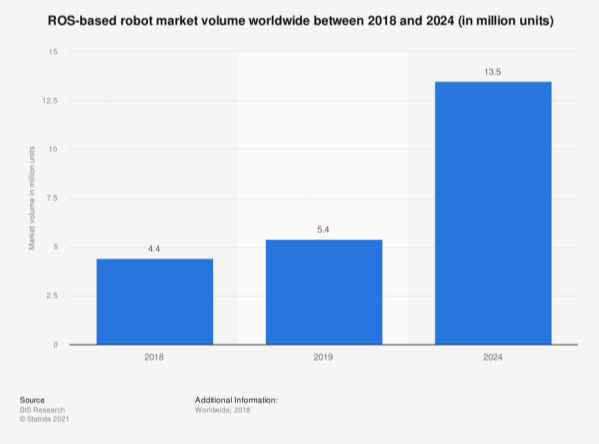 ROS-based robot market volume worldwide between 2018 and 2024 (in million units)
15
12.5
10
7.5
5
2.5
0
Market volume in million units
4.4
5.4
13.5
2018
2019
2024
Source
BIS Research
© Statista 2021
Additional Information:
Worldwide; 2018